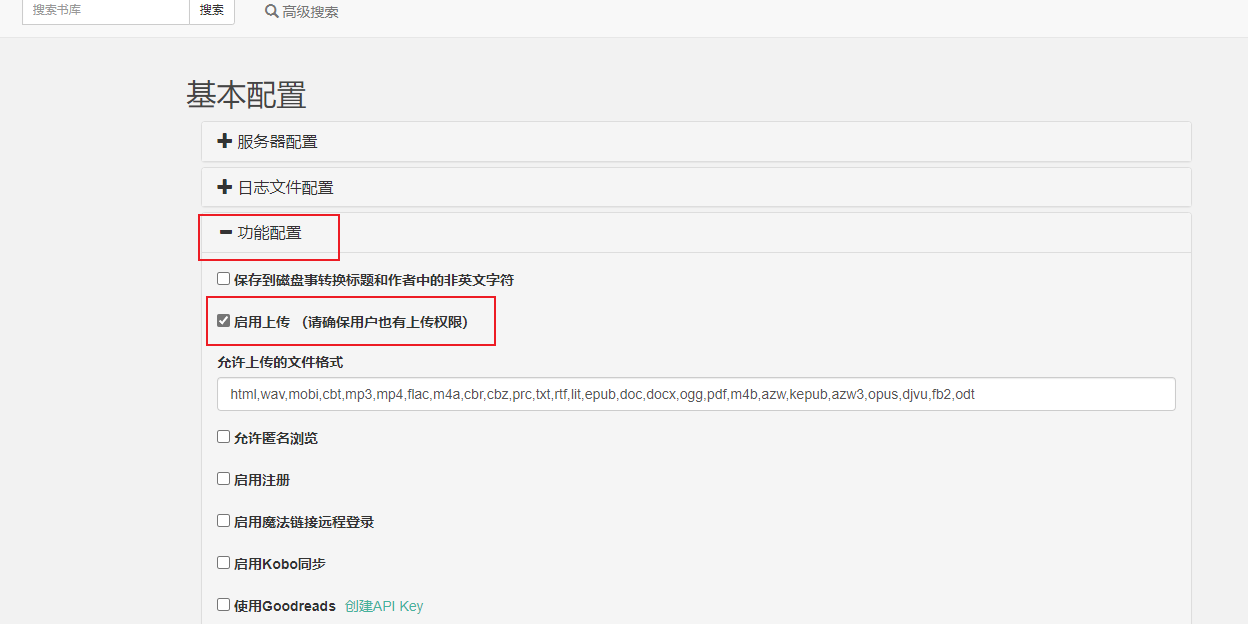 搜索书库 搜索 高级搜索
基本配置
服务器配置
日志文件配置
功能配置
保存到磁盘事转换标题和作者中的非英文字符
启用上传 （请确保用户也有上传权限）
允许上传的文件格式
html,wav,mobi,cbt,mp3,mp4,flac,m4a,cbr,cbz,prc,txt,rtf,lit,epub,doc,docx,ogg,pdf,m4b,azw,kepub,azw3,opus,djvu,fb2,odt
允许匿名浏览
启用注册
启用魔法链接远程登录
启用Kobo同步
使用Goodreads 创建API Key